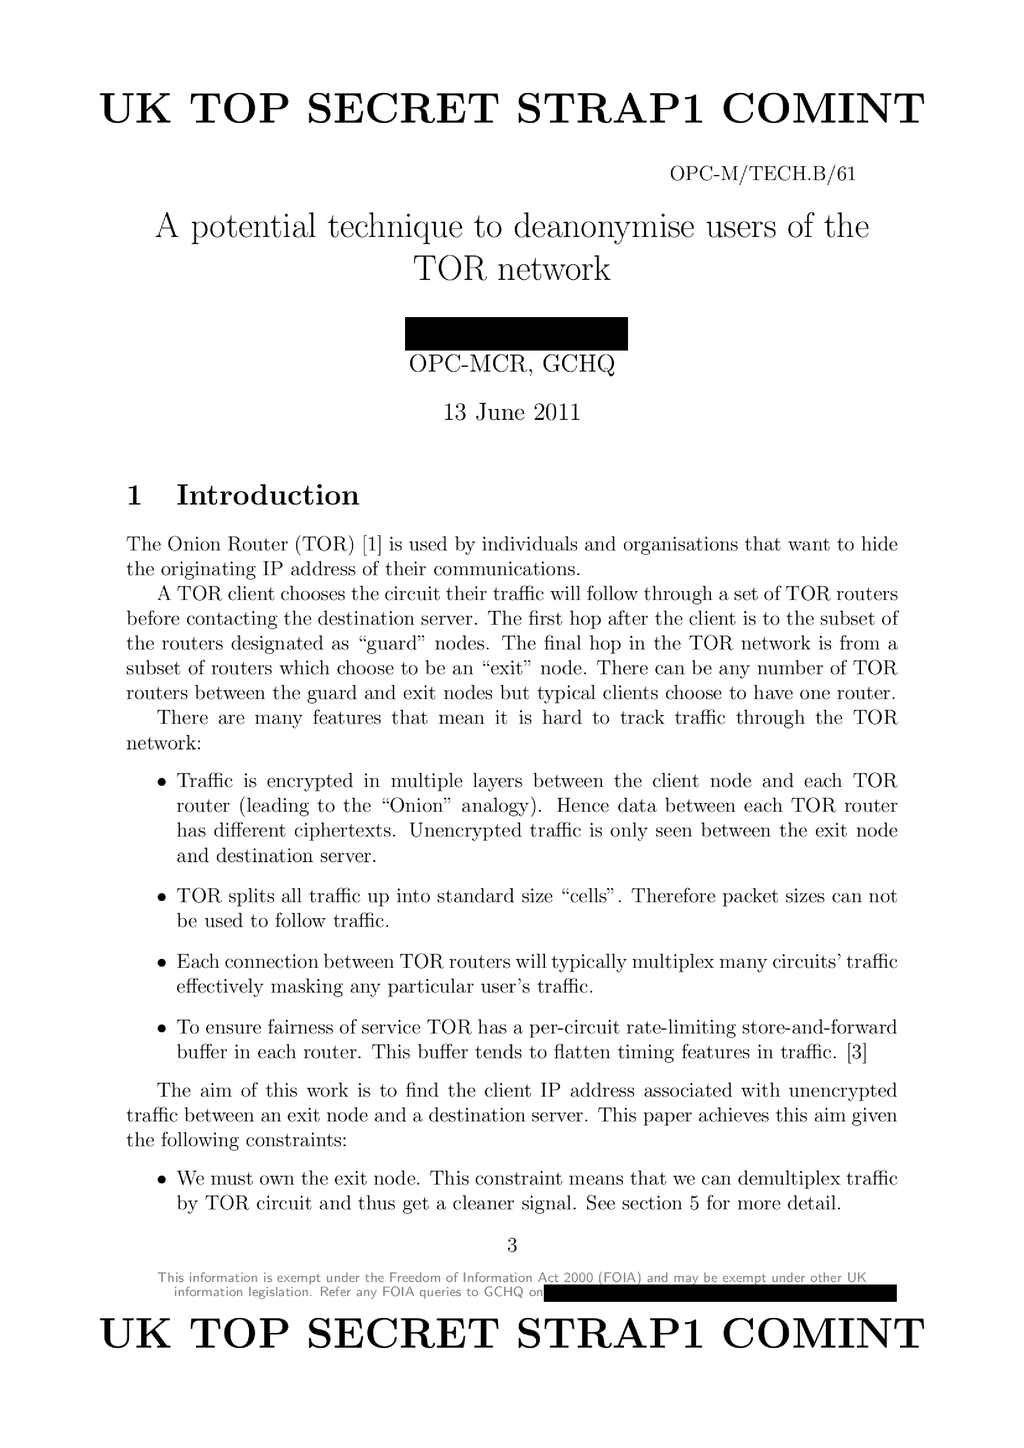 UK TOP SECRET STRAP1 COMINT
OPC-M/TECH.B/61
A potential technique to deanonymise users of the
TOR network
OPC-MCR, GCHQ
13 June 2011
1 Introduction
The Onion Router (TOR) [1] is used by individuals and organisations that want to hide
the originating IP address of their communications.
A TOR client chooses the circuit their traffic will follow through a set of TOR routers
before contacting the destination server. The first hop after the client is to the subset of
the routers designated as “guard” nodes. The final hop in the TOR network is from a
subset of routers which choose to be an “exit” node. There can be any number of TOR
routers between the guard and exit nodes but typical clients choose to have one router.
There are many features that mean it is hard to track traffic through the TOR
network:
• Traffic is encrypted in multiple layers between the client node and each TOR
router (leading to the “Onion” analogy). Hence data between each TOR router
has different ciphertexts. Unencrypted traffic is only seen between the exit node
and destination server.
• TOR splits all traffic up into standard size “cells”. Therefore packet sizes can not
be used to follow traffic.
• Each connection between TOR routers will typically multiplex many circuits’ traffic
effectively masking any particular user’s traffic.
• To ensure fairness of service TOR has a per-circuit rate-limiting store-and-forward
buffer in each router. This buffer tends to flatten timing features in traffic. [3]
The aim of this work is to find the client IP address associated with unencrypted
traffic between an exit node and a destination server. This paper achieves this aim given
the following constraints:
• We must own the exit node. This constraint means that we can demultiplex traffic
by TOR circuit and thus get a cleaner signal. See section 5 for more detail.
3
This information is exempt under the Freedom of Information Act 2000 (FOIA) and may be exempt under other UK
information legislation. Refer any FOIA queries to GCHQ on
UK TOP SECRET STRAP1 COMINT